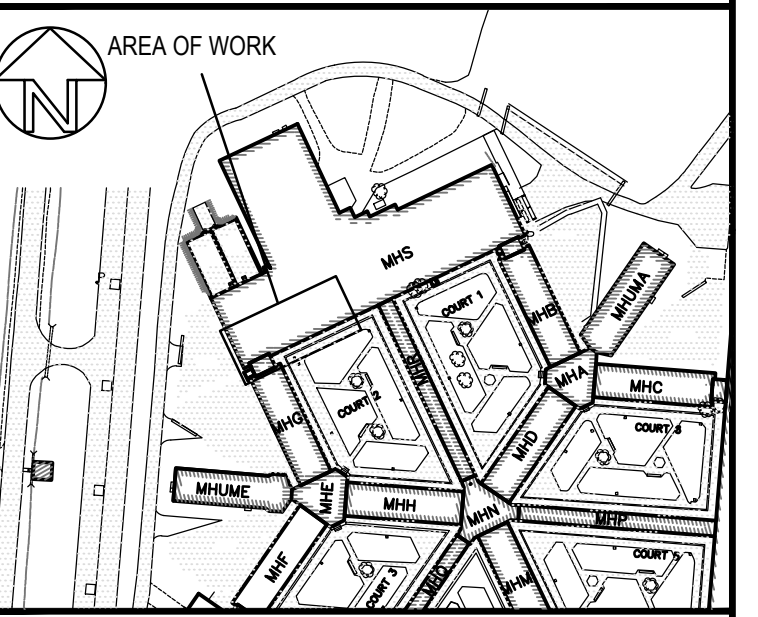 AREA OF WORK
N
MHS
COURT 1
MHB
MHUMA
MHR
MHA
MHC
COURT 2
MHG
MHD
COURT 3
MHUME
MHE
MHH
MHN
MHP
MHF
COURT 3
MHQ
MHM
COURT 5